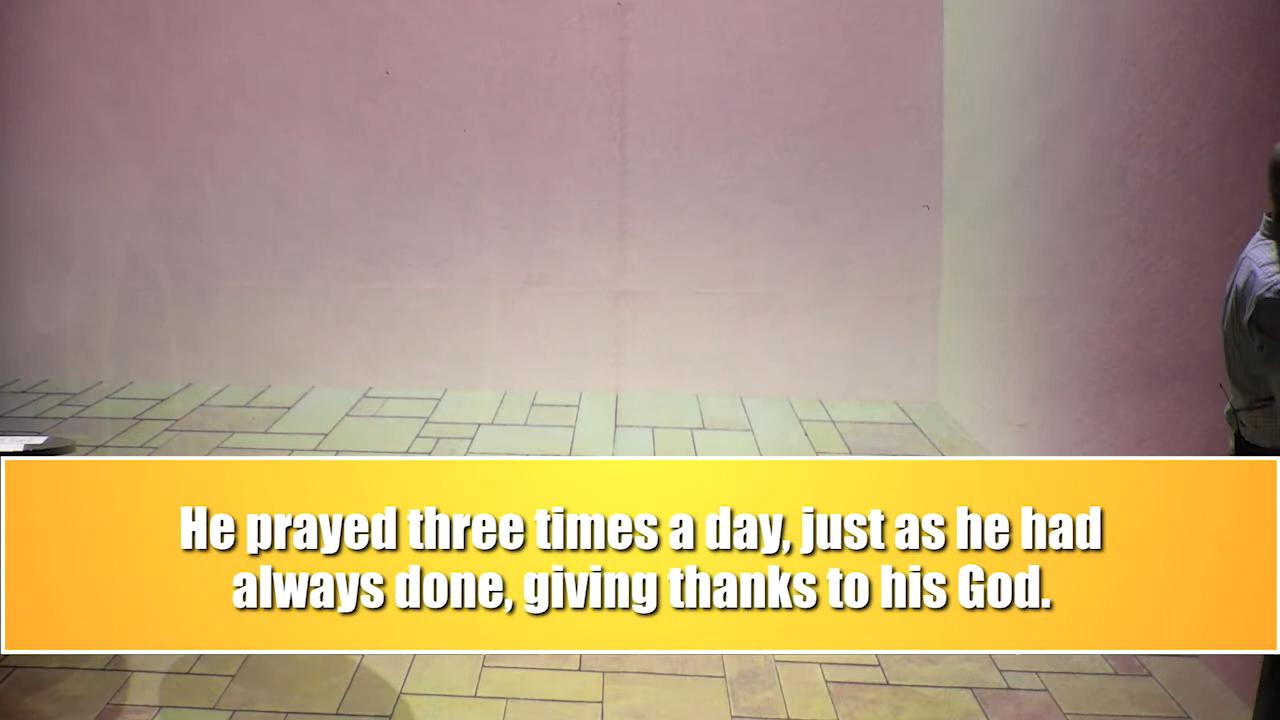 He prayed three times a day, just as he had
always done, giving thanks to his God.